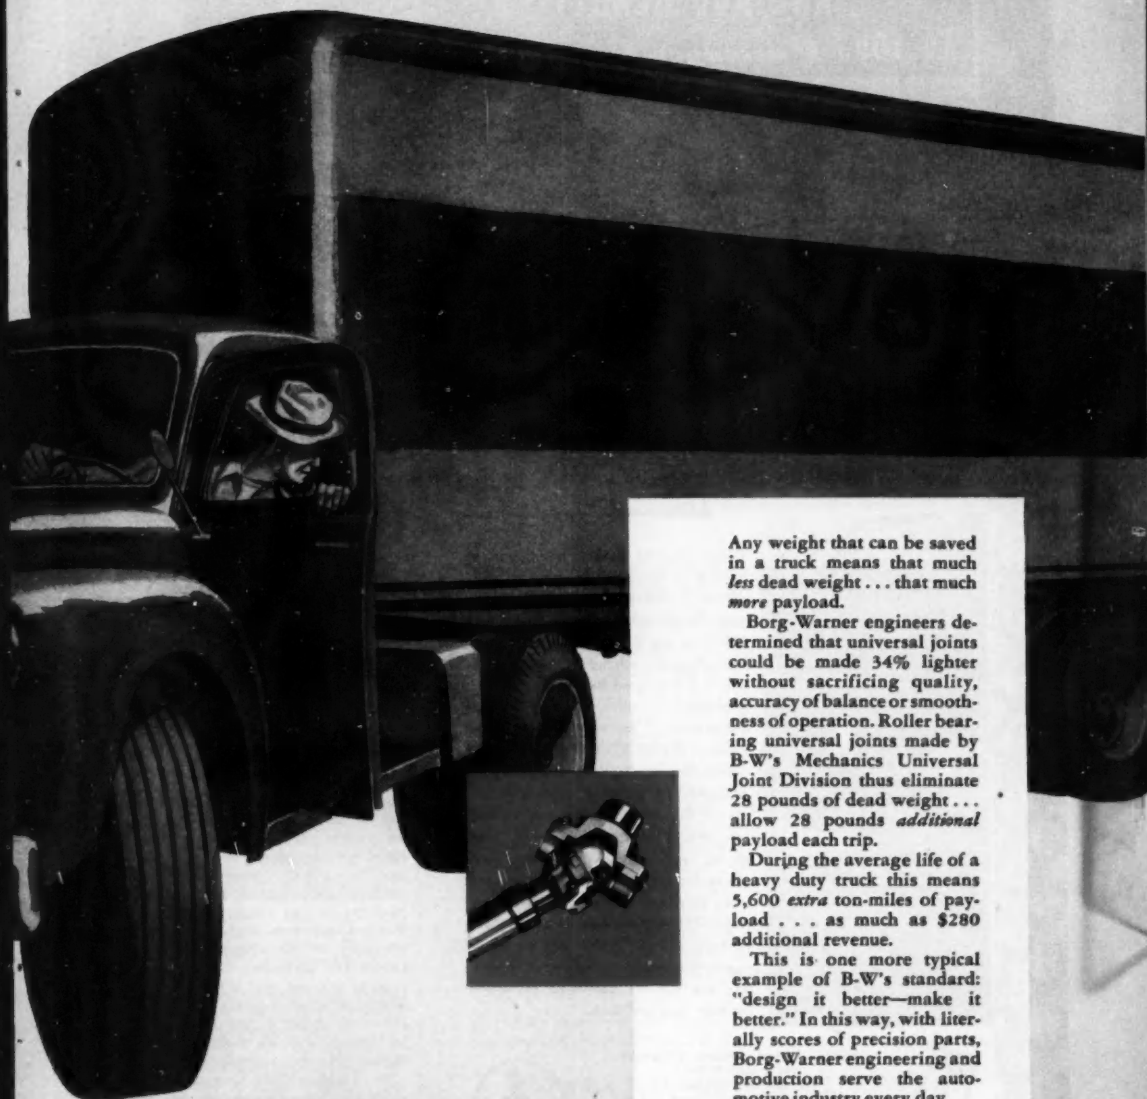 Any weight that can be saved
in a truck means that much
less dead weight . . . that much
more payload.
Borg-Warner engineers de-
termined that universal joints
could be made 34% lighter
without sacrificing quality,
accuracy of balance or smooth-
ness of operation. Roller bear-
ing universal joints made by
B-W's Mechanics Universal
Joint Division thus eliminate
28 pounds of dead weight . . .
allow 28 pounds additional
payload each trip.
During the average life of a
heavy duty truck this means
5,600 extra ton-miles of pay-
load . . . as much as $280
additional revenue.
This is one more typical
example of B-W's standard:
"design it better—make it
better." In this way, with liter-
ally scores of precision parts,
Borg-Warner engineering and
production serve the auto-
motive industry every day.